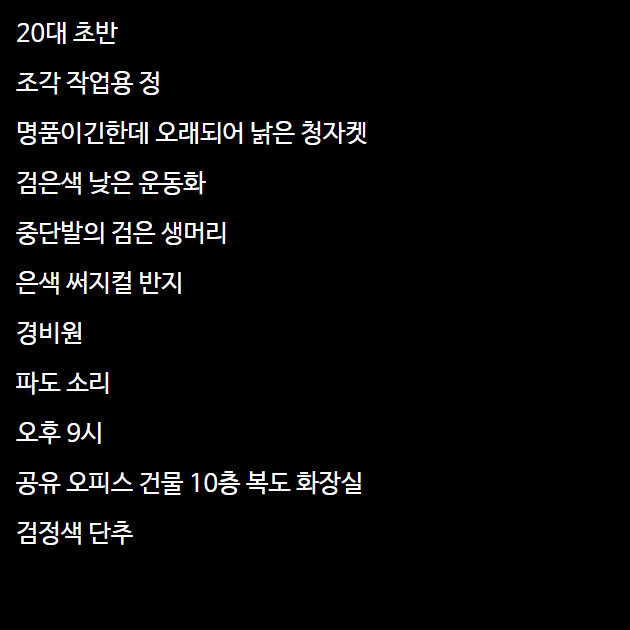 20대 초반
조각 작업용 정
명품이긴한데 오래되어 낡은 청자켓
검은색 낮은 운동화
중단발의 검은 생머리
은색 써지컬 반지
경비원
파도 소리
오후 9시
공유 오피스 건물 10층 복도 화장실
검정색 단추